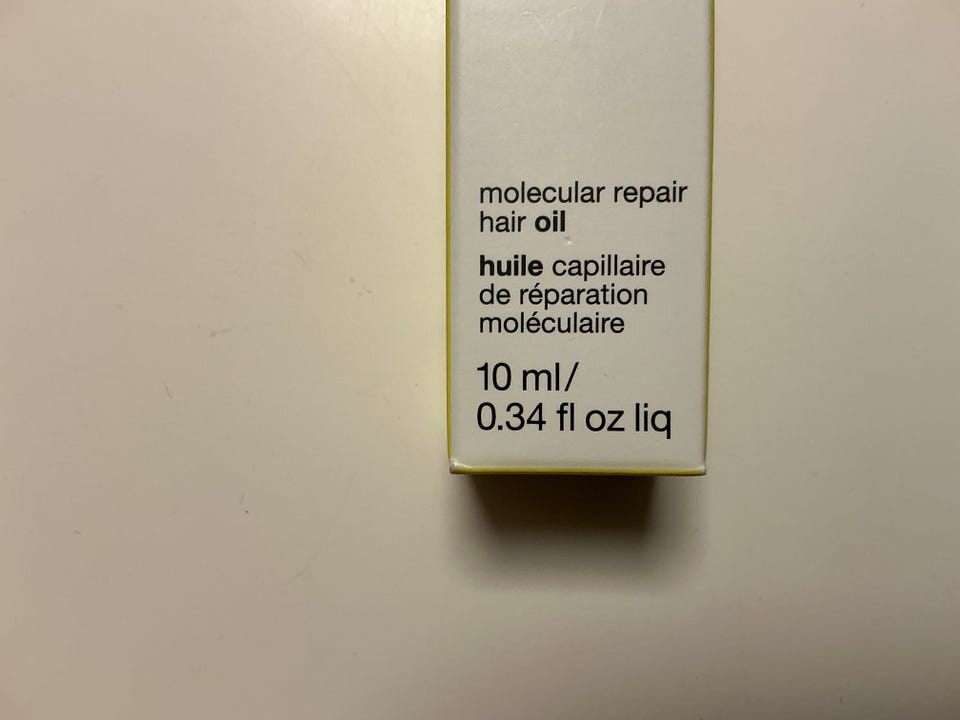 molecular repair
hair oil
huile capillaire
de réparation
moléculaire
10 ml/
0.34 fl oz liq